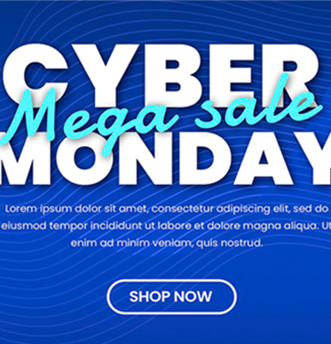 CYBER
Mega sale
MONDAY
Lorem ipsum dolor sit amet, consectetur adipiscing elit, sed do
eiusmod tempor incididunt ut labore et dolore magna aliqua. Ut
enim ad minim veniam, quis nostrud.
SHOP NOW